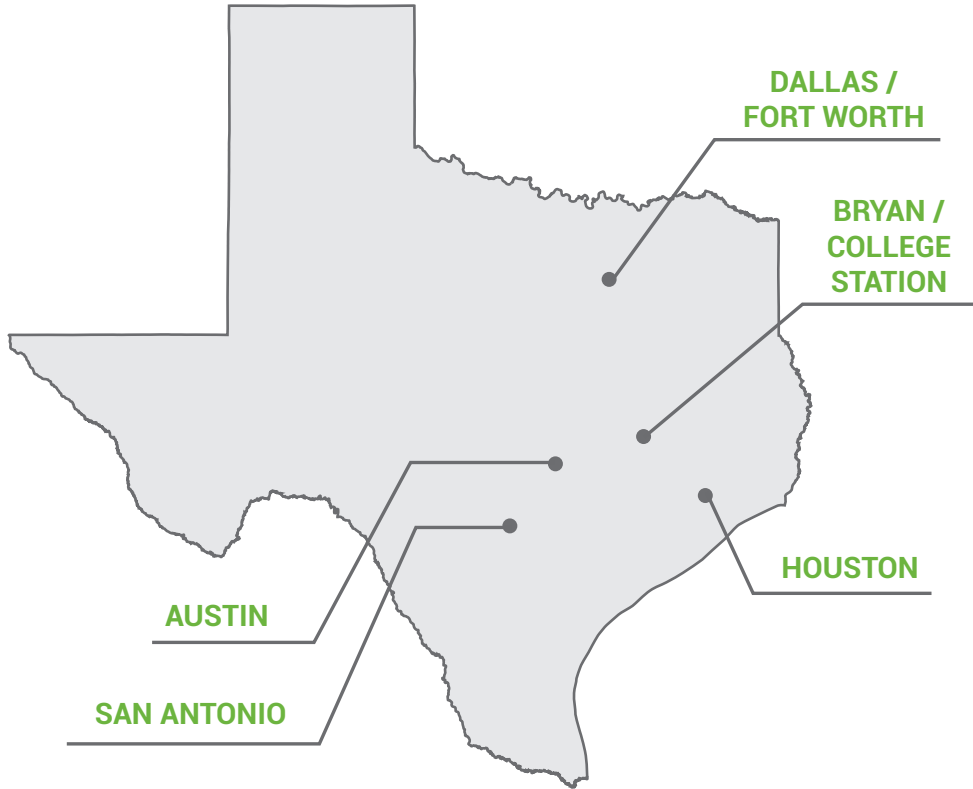 DALLAS /
FORT WORTH
BRYAN /
COLLEGE
STATION
HOUSTON
AUSTIN
SAN ANTONIO